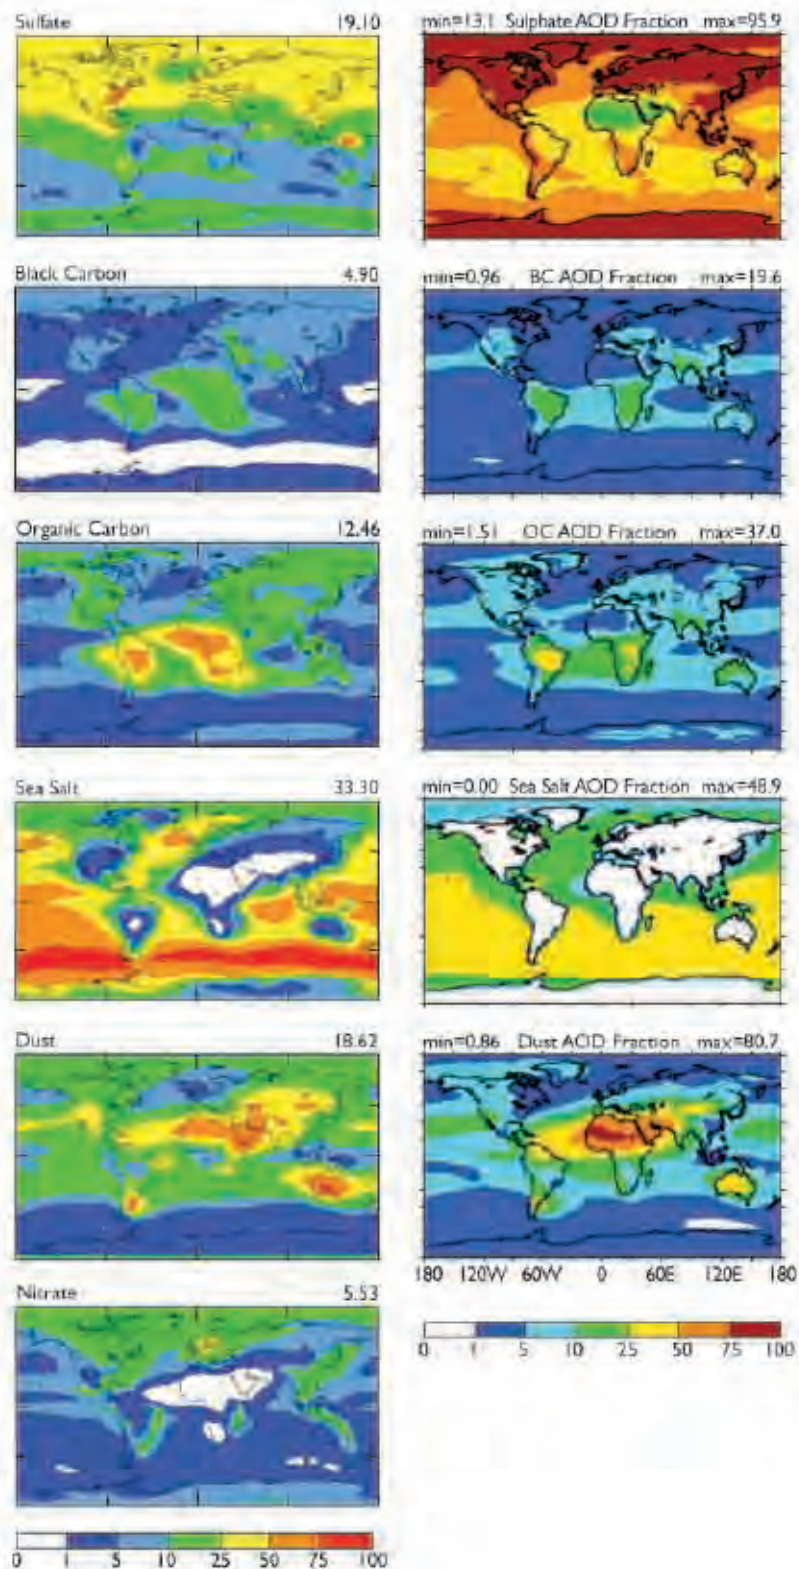 Sulfate 19.10
min=13.1 Sulphate AOD Fraction max=95.9
Black Carbon 4.90
min=0.96 BC AOD Fraction max=19.6
Organic Carbon 12.46
min=1.51 OC AOD Fraction max=37.0
Sea Salt 33.30
min=0.00 Sea Salt AOD Fraction max=48.9
Dust 18.62
min=0.86 Dust AOD Fraction max=80.7
180 120W 60W 0 60E 120E 180
Nitrate 5.53
0 1 5 10 25 50 75 100
0 1 5 10 25 50 75 100